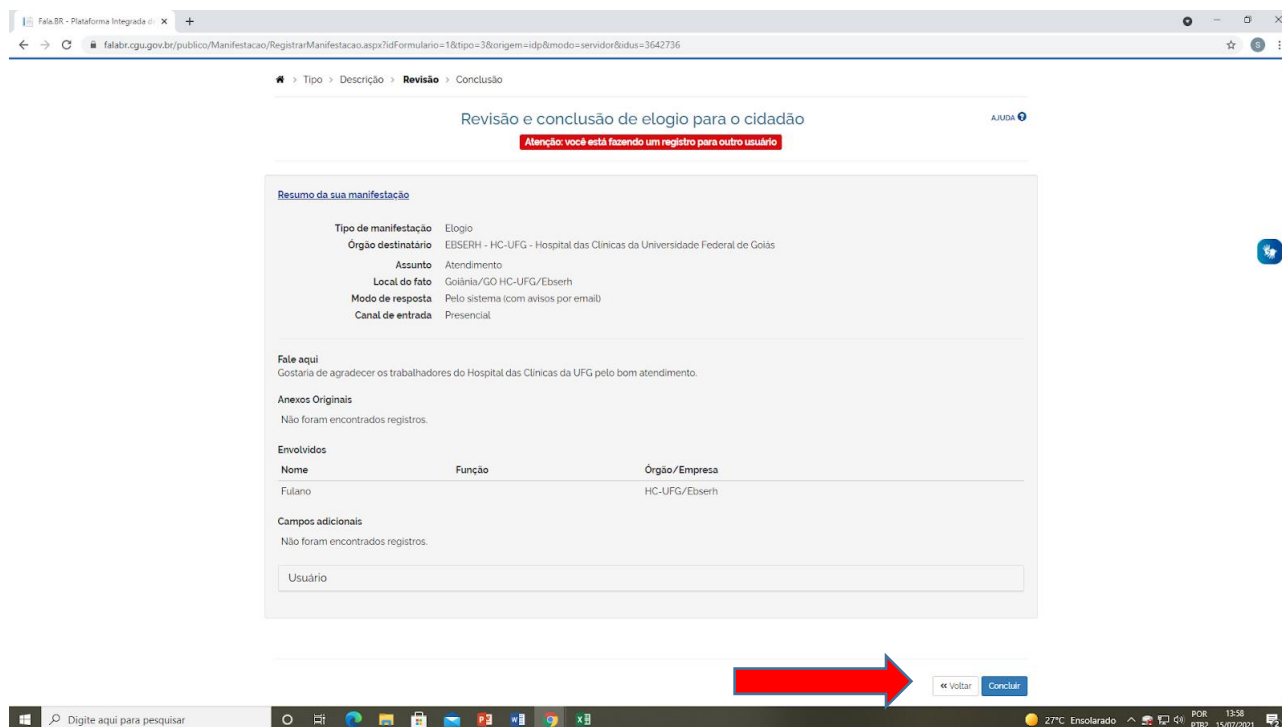 Fala.BR - Plataforma Integrada d
falabr.cgu.gov.br/publico/Manifestacao/RegistrarManifestacao.aspx?idFormulario=1&tipo=3&origem=idp&modo=servidor&idus=3642736
S
> Tipo > Descrição > Revisão > Conclusão
Revisão e conclusão de elogio para o cidadão
AJUDA
Atenção: você está fazendo um registro para outro usuário
Resumo da sua manifestação
Tipo de manifestação Elogio
Órgão destinatário EBSERH - HC-UFG - Hospital das Clínicas da Universidade Federal de Goiás
Assunto Atendimento
Local do fato Goiânia/GO HC-UFG/Ebserh
Modo de resposta Pelo sistema (com avisos por email)
Canal de entrada Presencial
Fale aqui
Gostaria de agradecer os trabalhadores do Hospital das Clínicas da UFG pelo bom atendimento.
Anexos Originais
Não foram encontrados registros.
Envolvidos
Nome Função Órgão/Empresa
Fulano HC-UFG/Ebserh
Campos adicionais
Não foram encontrados registros.
Usuário
« Voltar Concluir
Digite aqui para pesquisar
27°C Ensolarado
POR
PTB2
13:58
15/07/2021